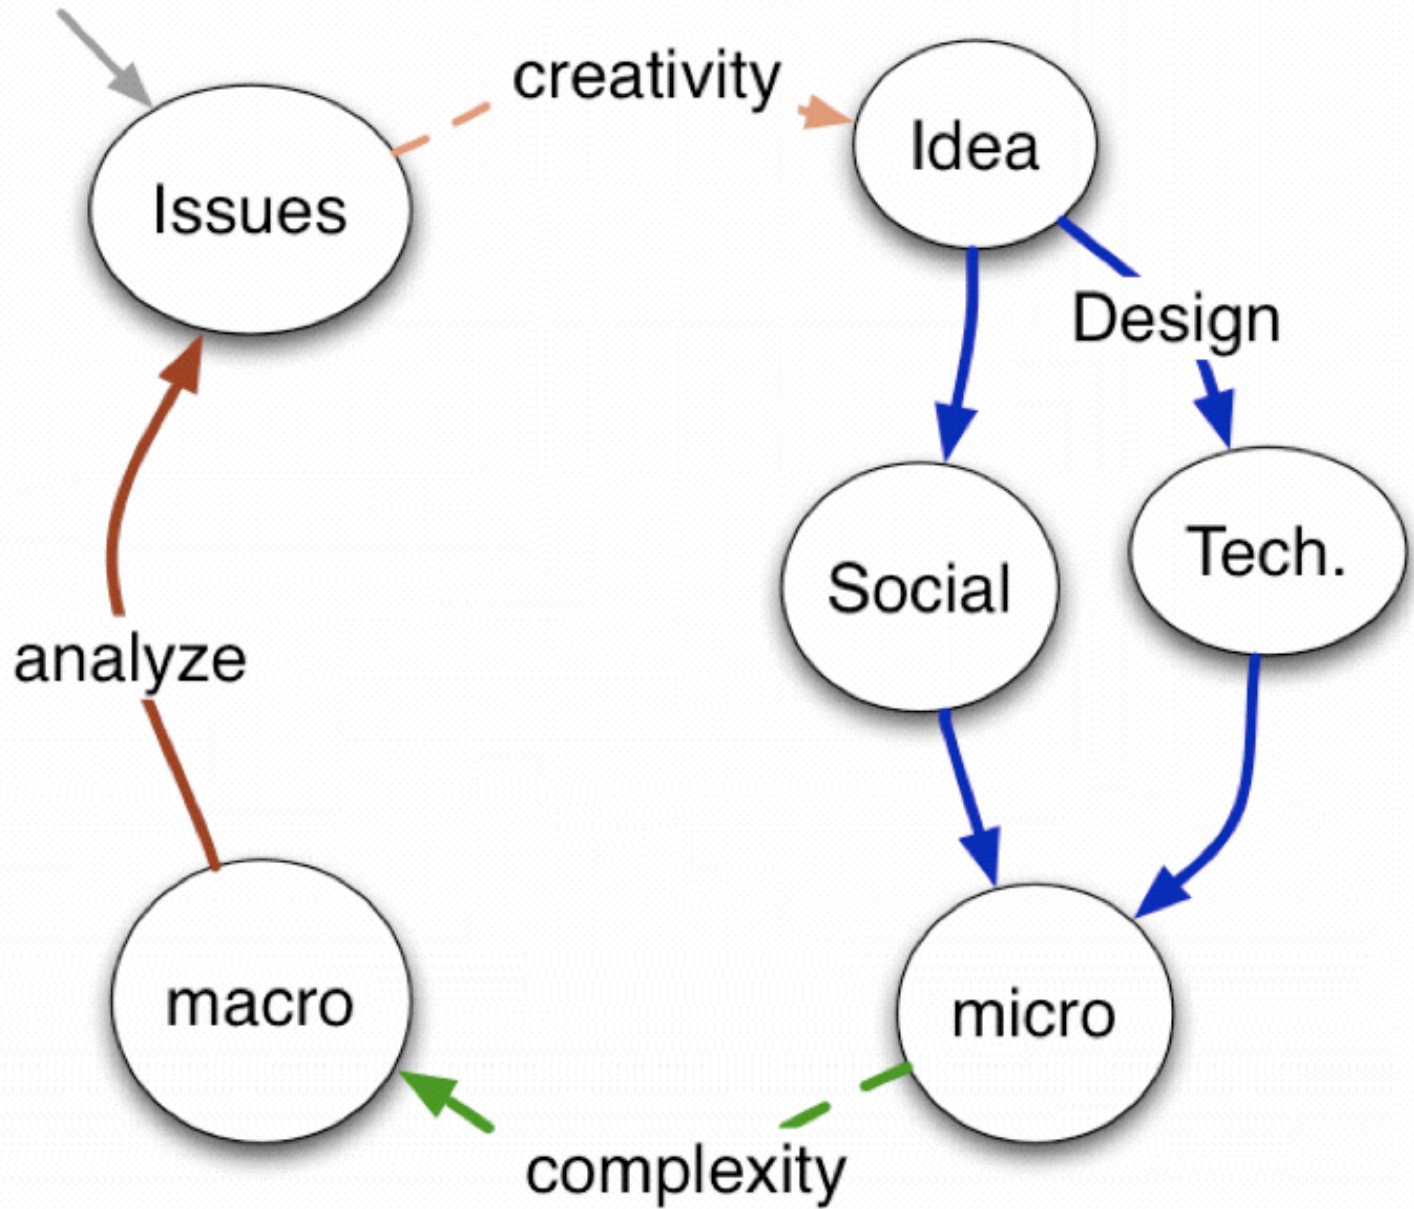 creativity
Idea
Issues
Design
Tech.
Social
analyze
macro
micro
complexity